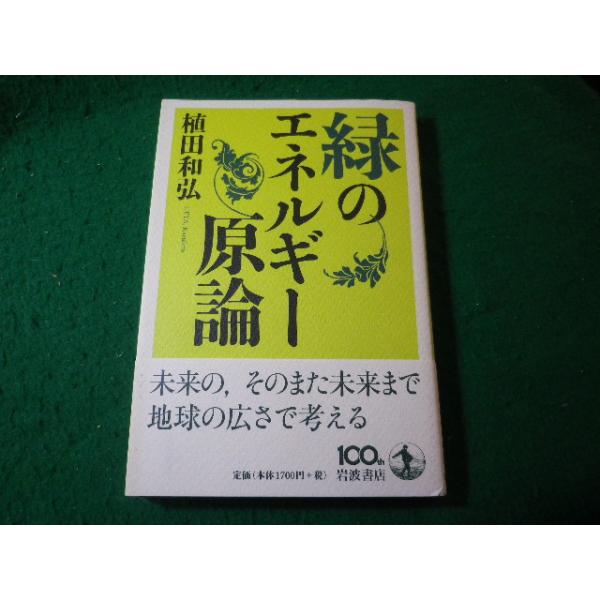 緑の
エネルギー
原論
植田和弘
UETA Kazuhiro
未来の，そのまた未来まで
地球の広さで考える
100th
岩波書店
定価(本体1700円+税)